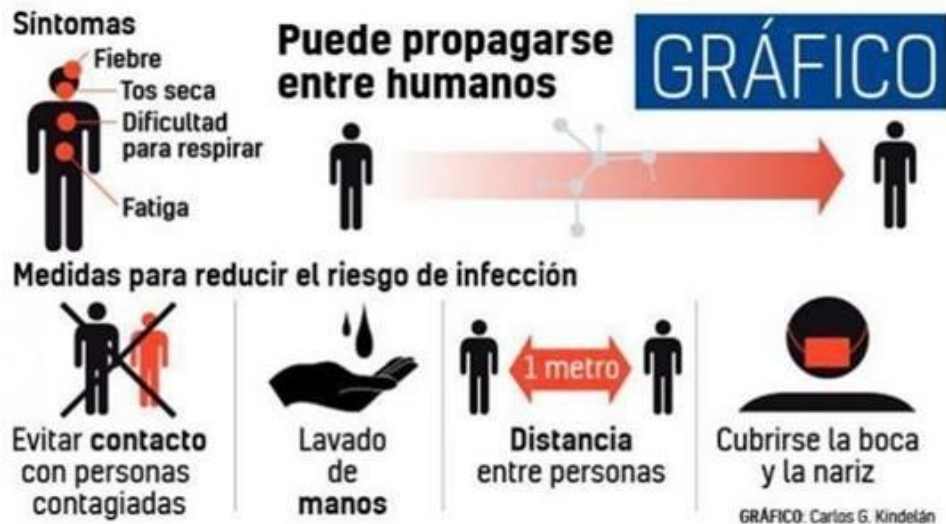 Síntomas
Fiebre
Tos seca
Dificultad
para respirar
Fatiga
Puede propagarse
entre humanos
GRÁFICO
Medidas para reducir el riesgo de infección
Evitar contacto
con personas
contagiadas
Lavado
de
manos
1 metro
Distancia
entre personas
Cubrirse la boca
y la nariz
GRÁFICO: Carlos G. Kindelán